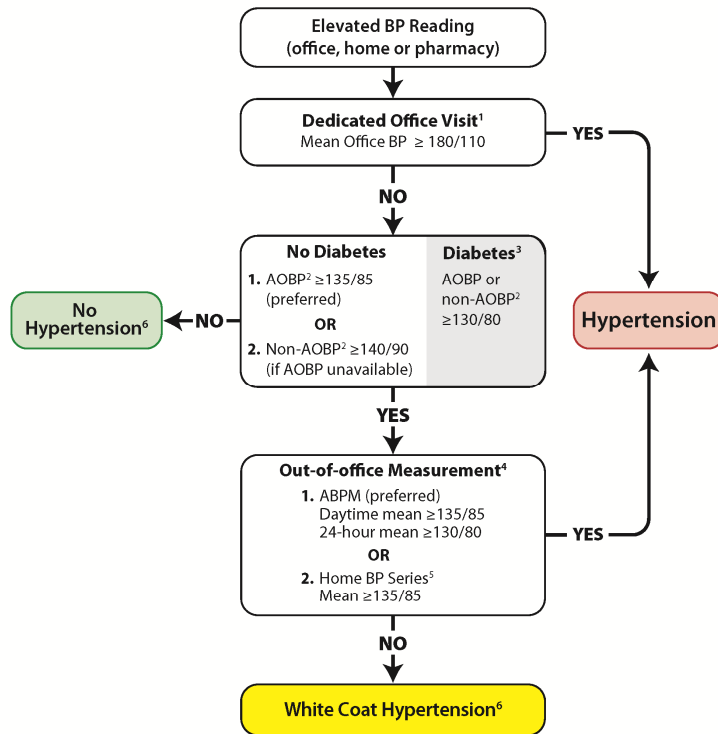 Elevated BP Reading
(office, home or pharmacy)
Dedicated Office Visit¹
Mean Office BP ≥ 180/110
YES
NO
No Diabetes
1. AOBP² ≥135/85
(preferred)
OR
2. Non-AOBP² ≥140/90
(if AOBP unavailable)
Diabetes³
AOBP or
non-AOBP²
≥130/80
NO
No
Hypertension⁶
Hypertension
YES
Out-of-office Measurement⁴
1. ABPM (preferred)
Daytime mean ≥135/85
24-hour mean ≥130/80
OR
2. Home BP Series⁵
Mean ≥135/85
YES
NO
White Coat Hypertension⁶